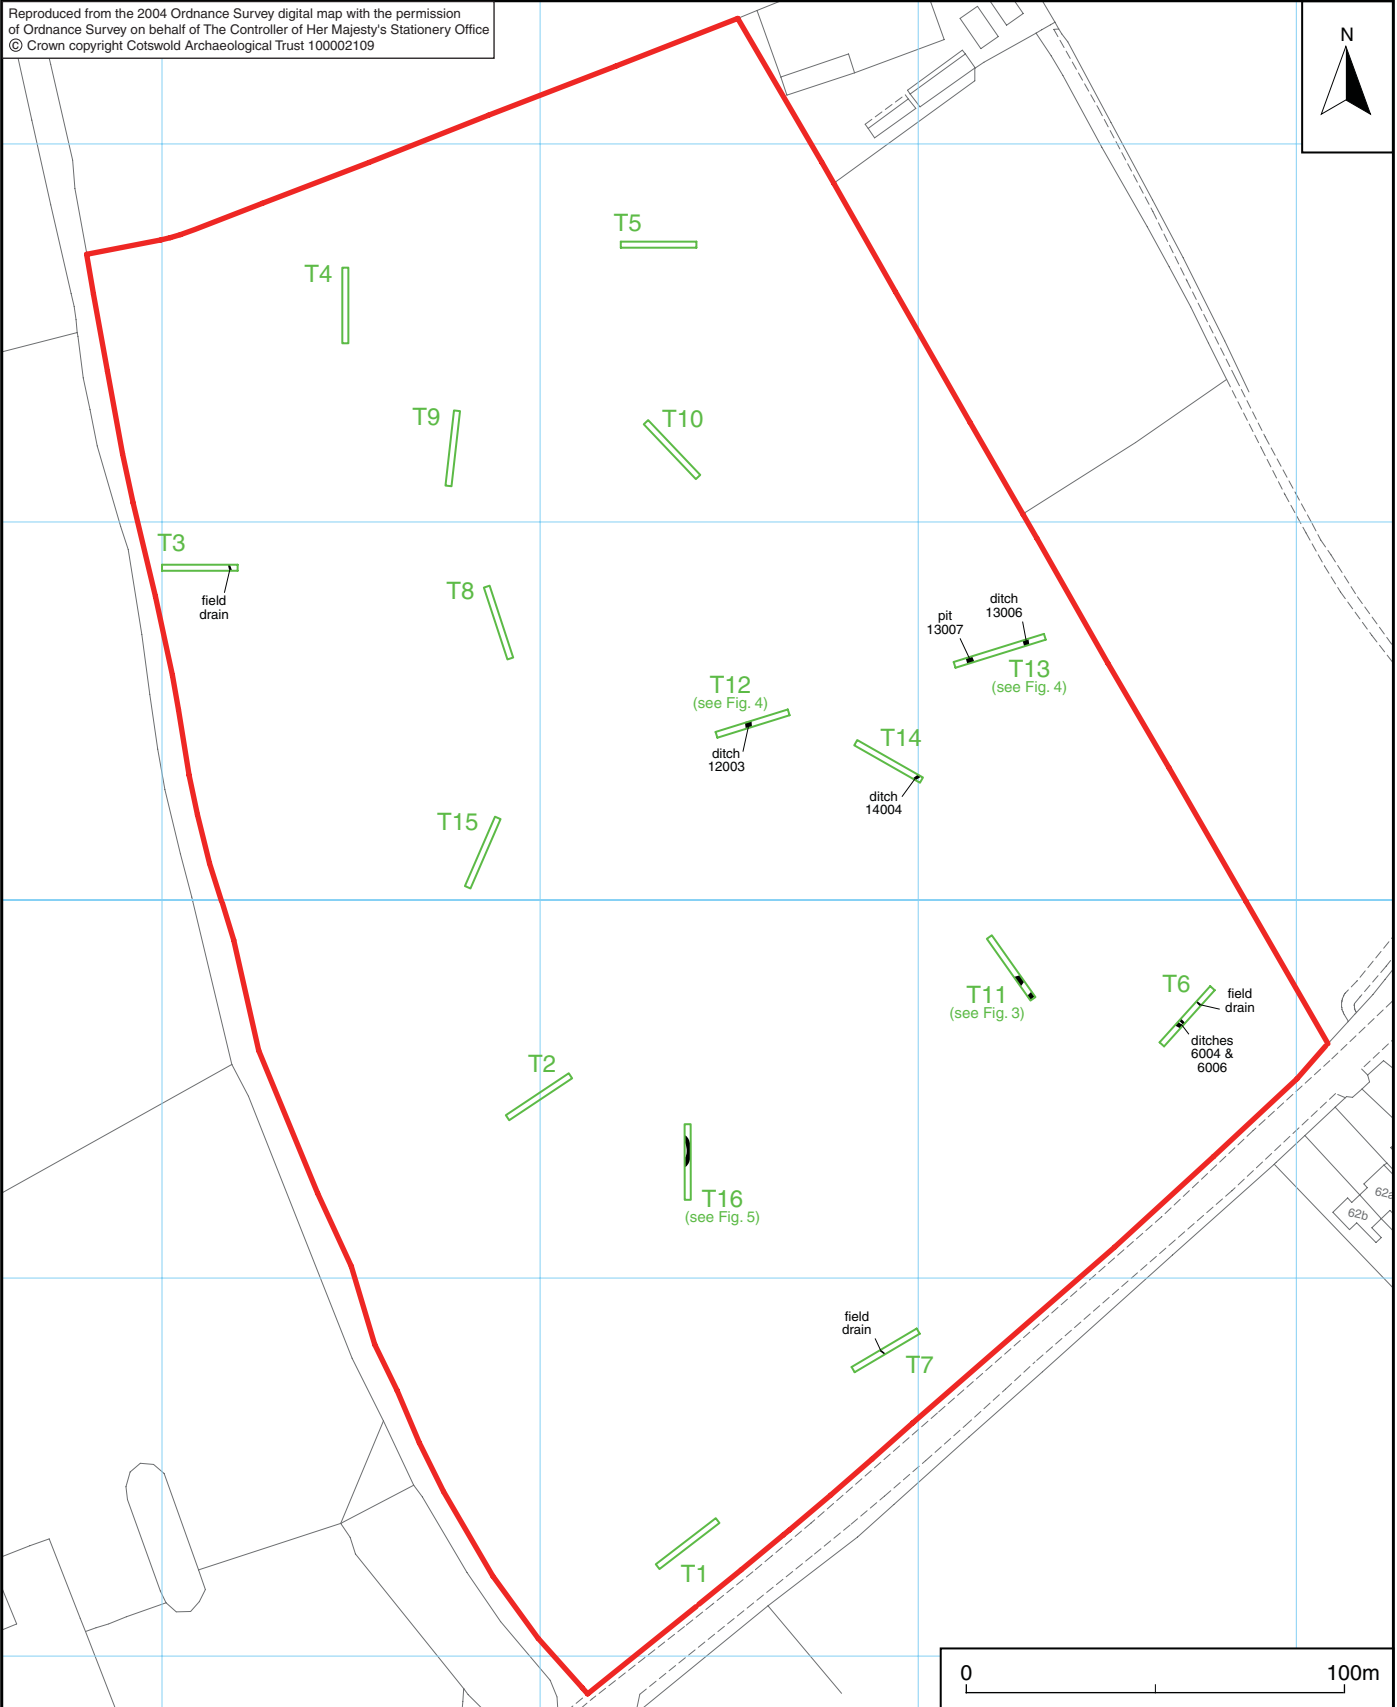 Reproduced from the 2004 Ordnance Survey digital map with the permission
of Ordnance Survey on behalf of The Controller of Her Majesty's Stationery Office
© Crown copyright Cotswold Archaeological Trust 100002109
N
T5
T4
T9
T10
T3
field
drain
T8
ditch
13006
pit
13007
T13
(see Fig. 4)
T12
(see Fig. 4)
ditch
12003
T14
ditch
14004
T15
T11
(see Fig. 3)
T6
field
drain
ditches
6004 &
6006
T2
T16
(see Fig. 5)
62a
62b
field
drain
T7
T1
0 100m